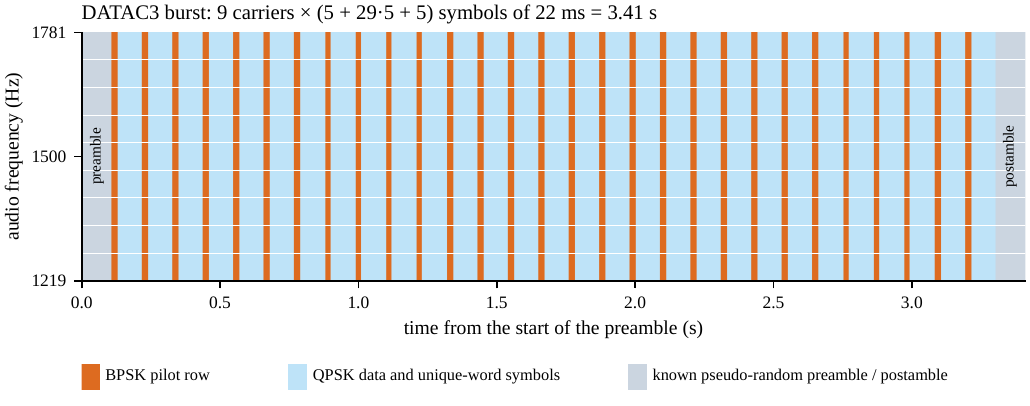 DATAC3 burst: 9 carriers × (5 + 29·5 + 5) symbols of 22 ms = 3.41 s
1781
1500
1219
audio frequency (Hz)
preamble
postamble
0.0 0.5 1.0 1.5 2.0 2.5 3.0
time from the start of the preamble (s)
BPSK pilot row QPSK data and unique-word symbols known pseudo-random preamble / postamble